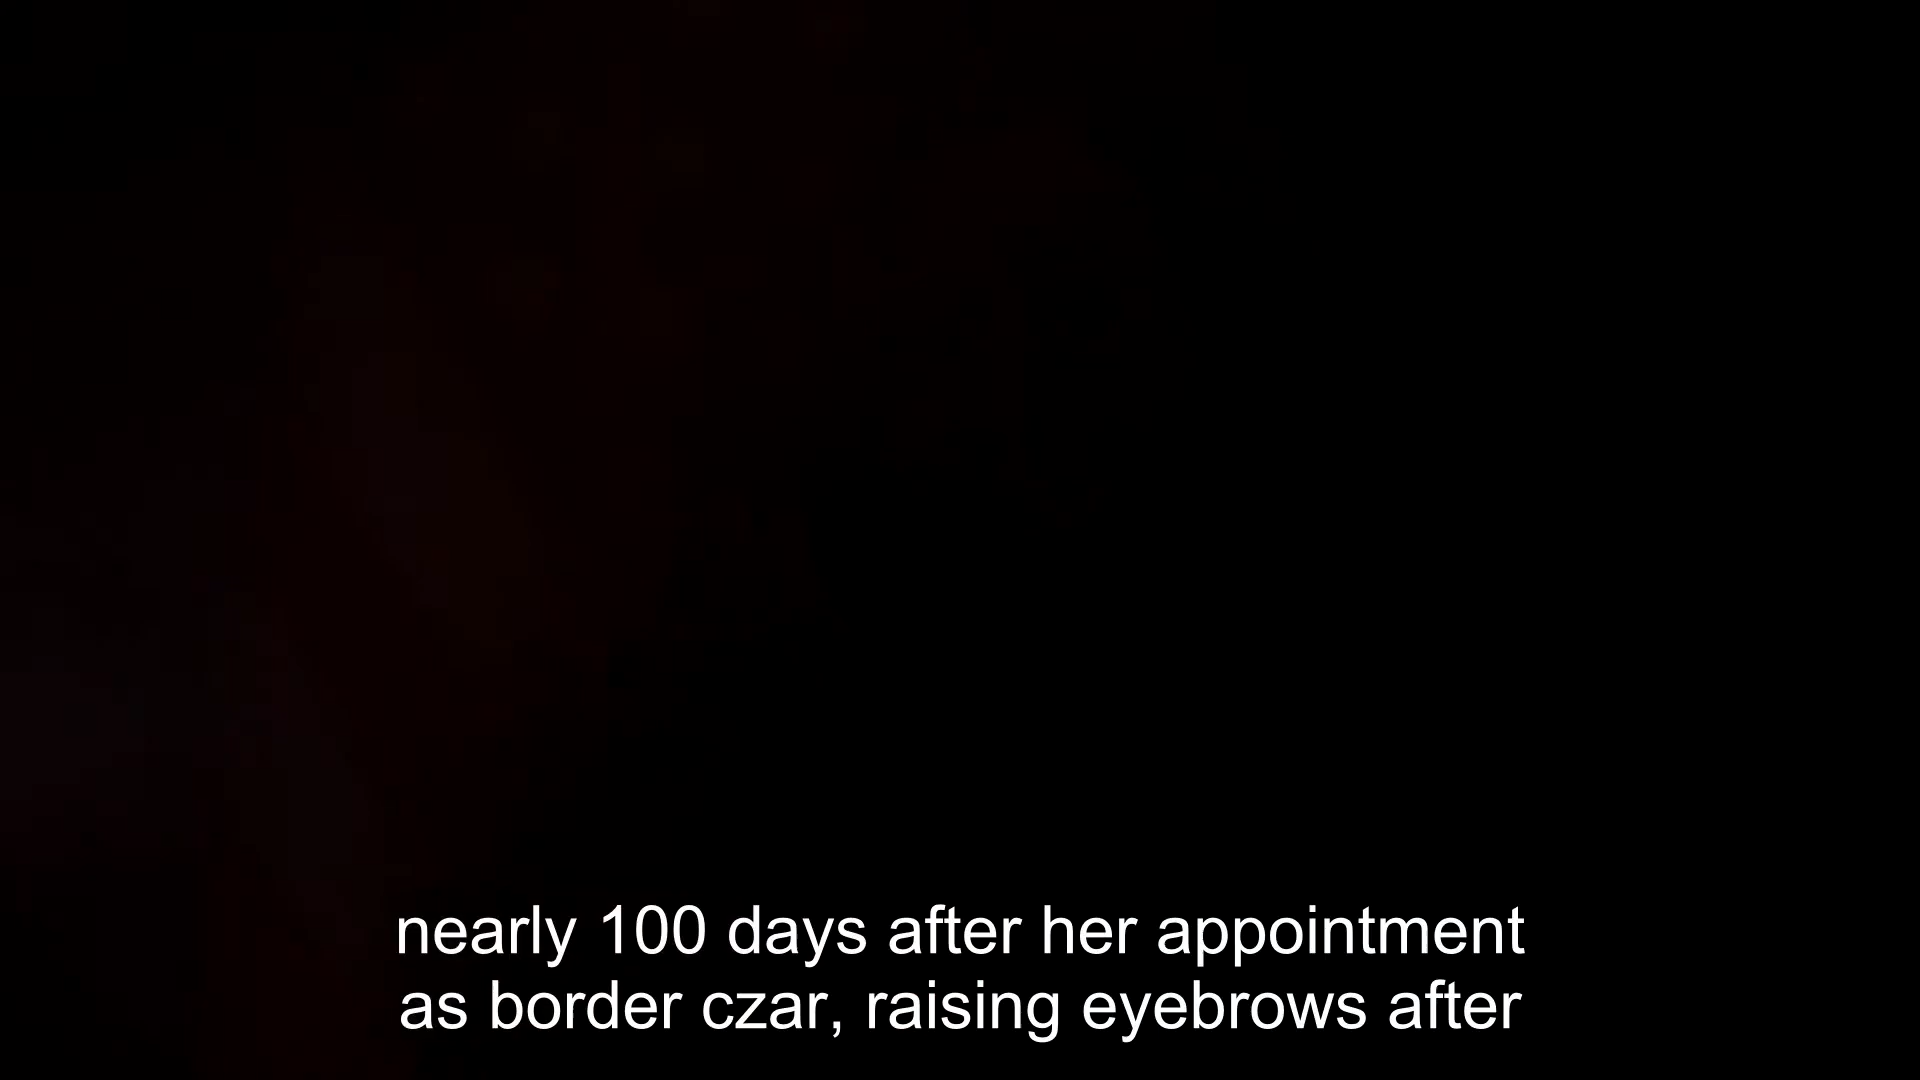 nearly 100 days after her appointment
as border czar, raising eyebrows after